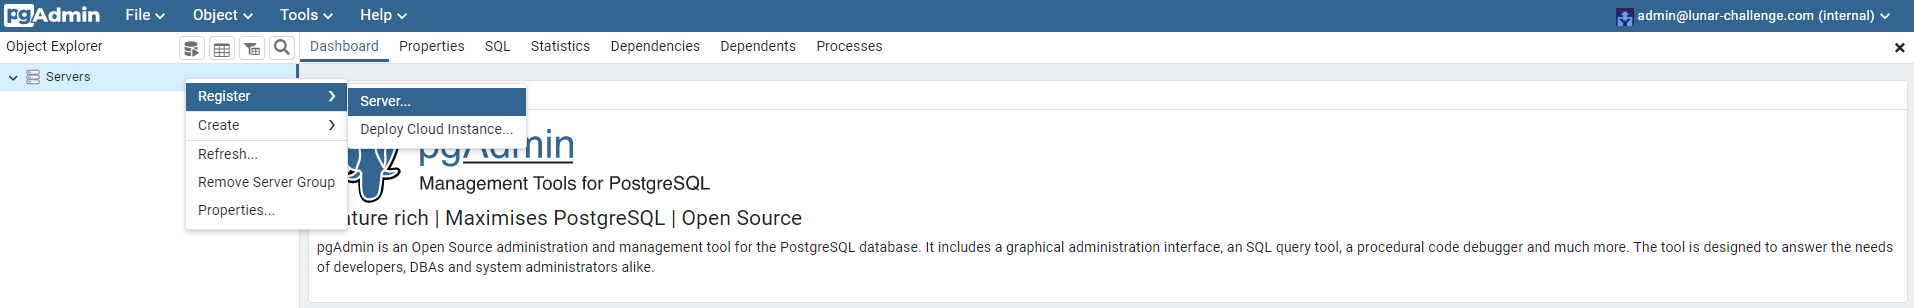 pgAdmin File Object Tools Help admin@lunar-challenge.com (internal)
Object Explorer Dashboard Properties SQL Statistics Dependencies Dependents Processes
Servers
Register
Server...
Create
Deploy Cloud Instance...
Refresh...
Remove Server Group
Properties...
pgAdmin
Management Tools for PostgreSQL
ature rich | Maximises PostgreSQL | Open Source
pgAdmin is an Open Source administration and management tool for the PostgreSQL database. It includes a graphical administration interface, an SQL query tool, a procedural code debugger and much more. The tool is designed to answer the needs
of developers, DBAs and system administrators alike.